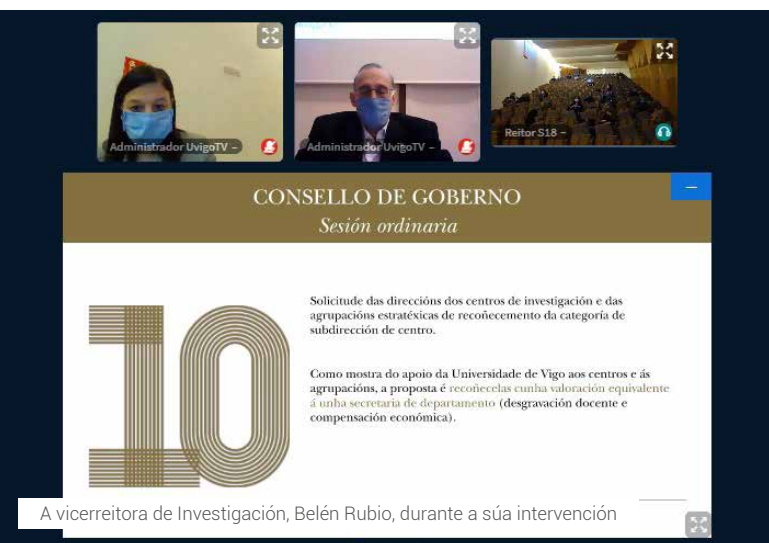 Administrador UvigoTV –
Administrador UvigoTV –
Reitor S18 –
CONSELLO DE GOBERNO
Sesión ordinaria
10
Solicitude das direccións dos centros de investigación e das
agrupacións estratéxicas de recoñecemento da categoría de
subdirección de centro.
Como mostra do apoio da Universidade de Vigo aos centros e ás
agrupacións, a proposta é recoñecelas cunha valoración equivalente
á unha secretaria de departamento (desgravación docente e
compensación económica).
A vicerreitora de Investigación, Belén Rubio, durante a súa intervención